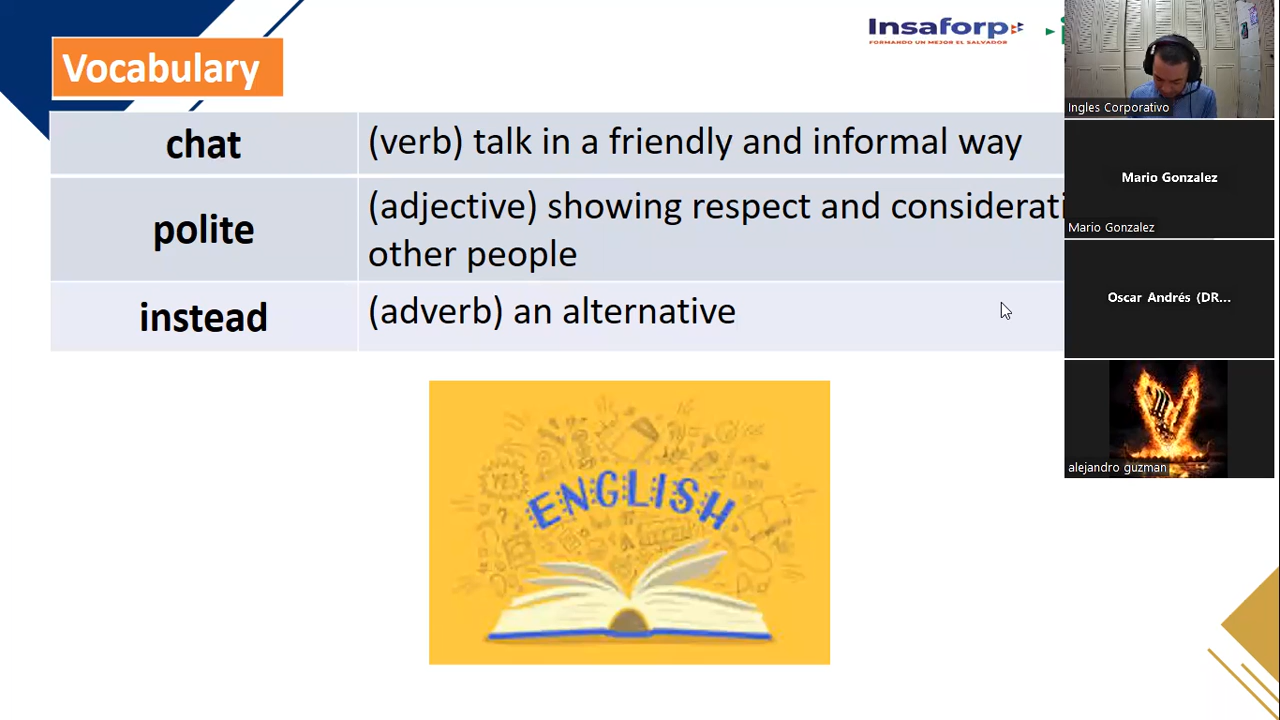 Vocabulary
Insaforp
FORMANDO UN MEJOR EL SALVADOR
chat
(verb) talk in a friendly and informal way
polite
(adjective) showing respect and considerati
other people
instead
(adverb) an alternative
YES
ENGLISH
Ingles Corporativo
Mario Gonzalez
Mario Gonzalez
Oscar Andrés (DR...
alejandro guzman